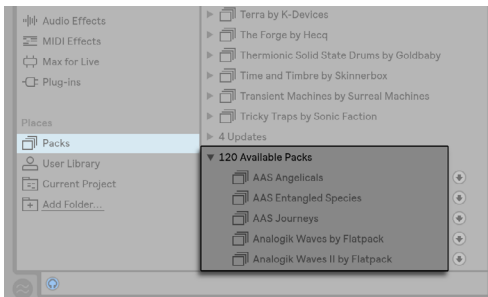 Audio Effects
MIDI Effects
Max for Live
Plug-ins
Places
Packs
User Library
Current Project
Add Folder...
Terra by K-Devices
The Forge by Hecq
Thermionic Solid State Drums by Goldbaby
Time and Timbre by Skinnerbox
Transient Machines by Surreal Machines
Tricky Traps by Sonic Faction
4 Updates
120 Available Packs
AAS Angelicals
AAS Entangled Species
AAS Journeys
Analogik Waves by Flatpack
Analogik Waves II by Flatpack